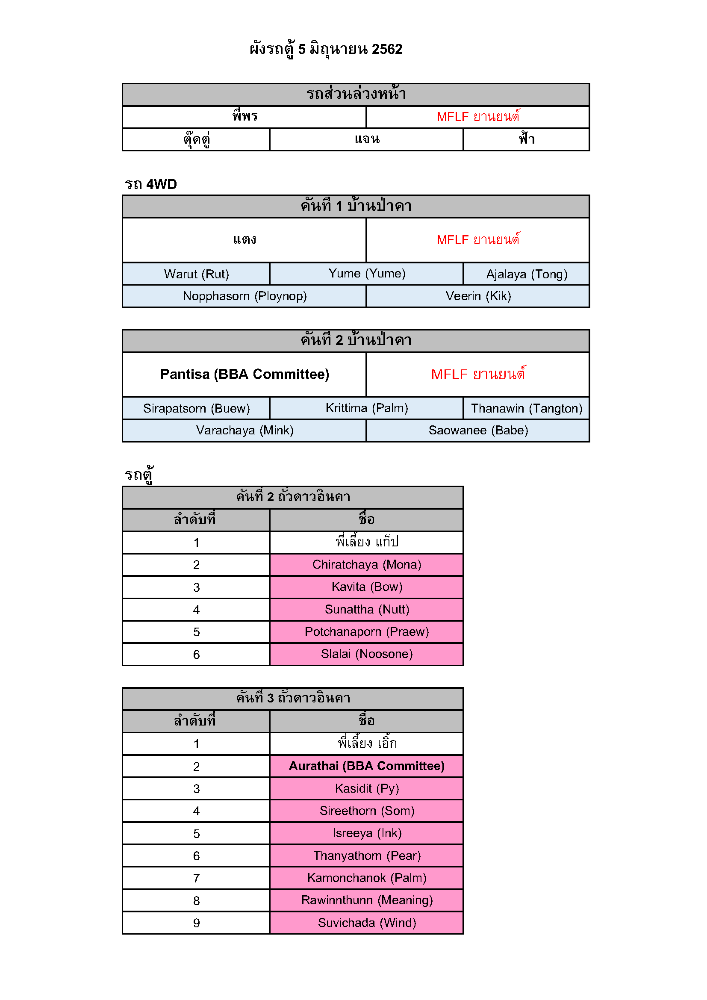 ผังรถตู้ 5 มิถุนายน 2562
รถส่วนล่วงหน้า
พี่พร MFLF ยานยนต์
ตุ๊ดตู่ แจน ฟ้า
รถ 4WD
คันที่ 1 บ้านป่าคา
แตง MFLF ยานยนต์
Warut (Rut) Yume (Yume) Ajalaya (Tong)
Nopphasorn (Ploynop) Veerin (Kik)
คันที่ 2 บ้านป่าคา
Pantisa (BBA Committee) MFLF ยานยนต์
Sirapatsorn (Buew) Krittima (Palm) Thanawin (Tangton)
Varachaya (Mink) Saowanee (Babe)
รถตู้
คันที่ 2 ถั่วดาวอินคา
ลำดับที่ ชื่อ
1 พี่เลี้ยง แก็ป
2 Chiratchaya (Mona)
3 Kavita (Bow)
4 Sunattha (Nutt)
5 Potchanaporn (Praew)
6 Slalai (Noosone)
คันที่ 3 ถั่วดาวอินคา
ลำดับที่ ชื่อ
1 พี่เลี้ยง เอิ้ก
2 Aurathai (BBA Committee)
3 Kasidit (Py)
4 Sireethorn (Som)
5 Isreeya (Ink)
6 Thanyathorn (Pear)
7 Kamonchanok (Palm)
8 Rawinnthunn (Meaning)
9 Suvichada (Wind)